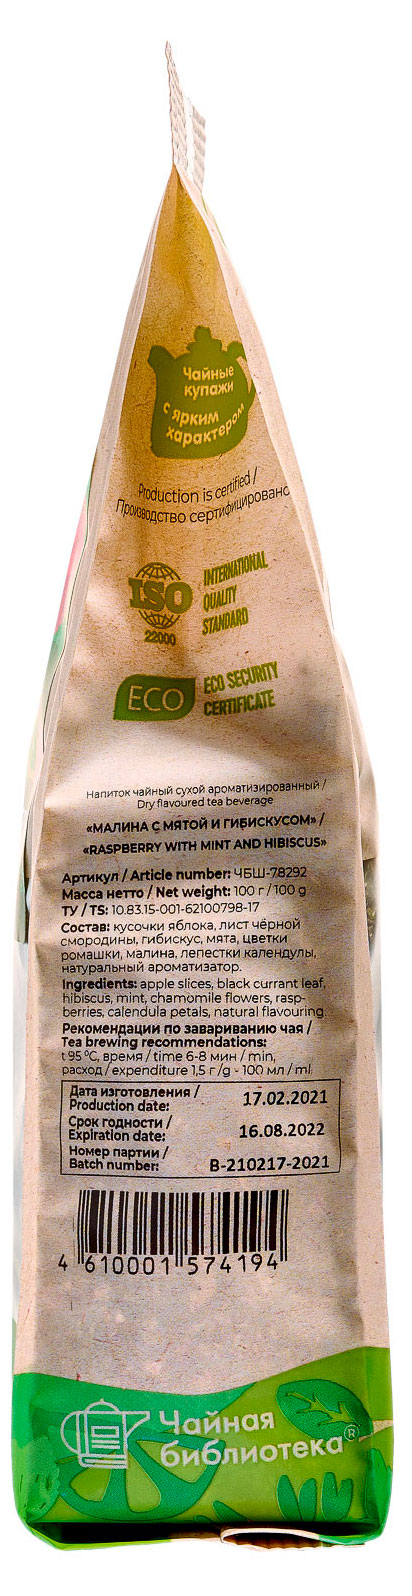 Чайные
купажи
с ярким
характером
Production is certified /
Производство сертифицировано
ISO
22000
INTERNATIONAL
QUALITY
STANDARD
ECO
ECO SECURITY
CERTIFICATE
Напиток чайный сухой ароматизированный /
Dry flavoured tea beverage
«МАЛИНА С МЯТОЙ И ГИБИСКУСОМ» /
«RASPBERRY WITH MINT AND HIBISCUS»
Артикул / Article number: ЧБШ-78292
Масса нетто / Net weight: 100 г / 100 g
ТУ / TS: 10.83.15-001-62100798-17
Состав: кусочки яблока, лист чёрной
смородины, гибискус, мята, цветки
ромашки, малина, лепестки календулы,
натуральный ароматизатор.
Ingredients: apple slices, black currant leaf,
hibiscus, mint, chamomile flowers, rasp-
berries, calendula petals, natural flavouring.
Рекомендации по завариванию чая /
Tea brewing recommendations:
t 95 °C, время / time 6-8 мин / min,
расход / expenditure 1,5 г / g - 100 мл / ml
Дата изготовления /
Production date: 17.02.2021
Срок годности /
Expiration date: 16.08.2022
Номер партии /
Batch number: B-210217-2021
4 610001 574194
Чайная
библиотека®